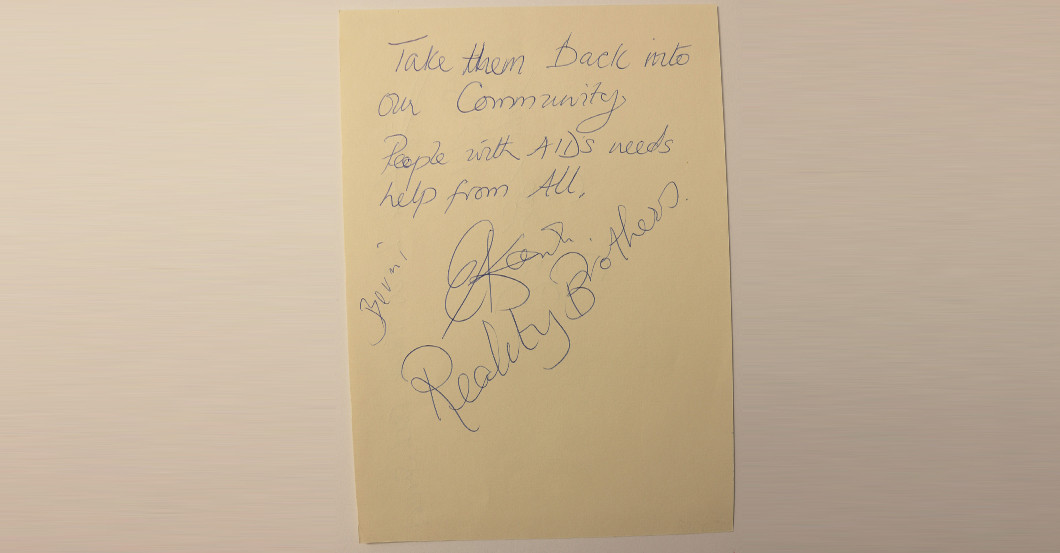 Take them Back into
our Community
People with AIDs needs
help from All.
Reality Brothers.